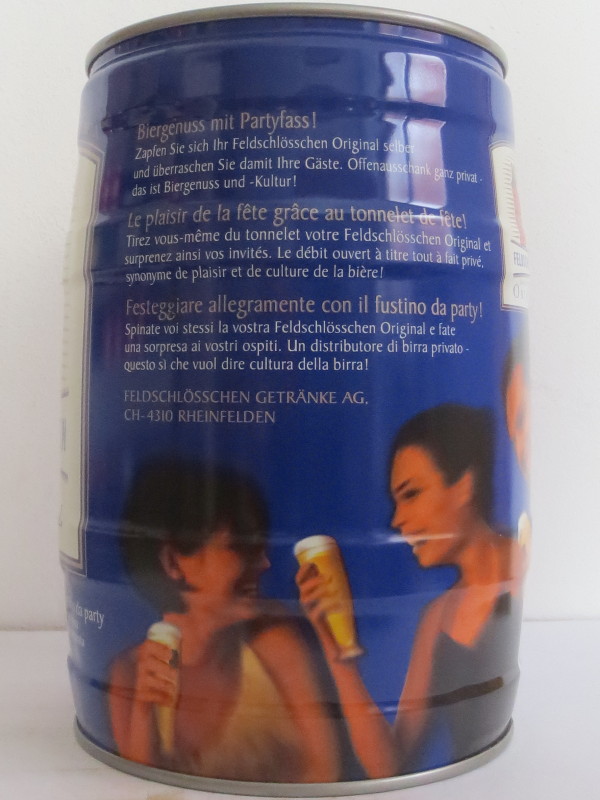 Biergenuss mit Partyfass!
Zapfen Sie sich Ihr Feldschlösschen Original selber
und überraschen Sie damit Ihre Gäste. Offenausschank ganz privat -
das ist Biergenuss und -Kultur!
Le plaisir de la fête grâce au tonnelet de fête!
Tirez vous-même du tonnelet votre Feldschlösschen Original et
surprenez ainsi vos invités. Le débit ouvert à titre tout à fait privé,
synonyme de plaisir et de culture de la bière!
Festeggiare allegramente con il fustino da party!
Spinate voi stessi la vostra Feldschlösschen Original e fate
una sorpresa ai vostri ospiti. Un distributore di birra privato -
questo sì che vuol dire cultura della birra!
FELDSCHLÖSSCHEN GETRÄNKE AG,
CH-4310 RHEINFELDEN
da party